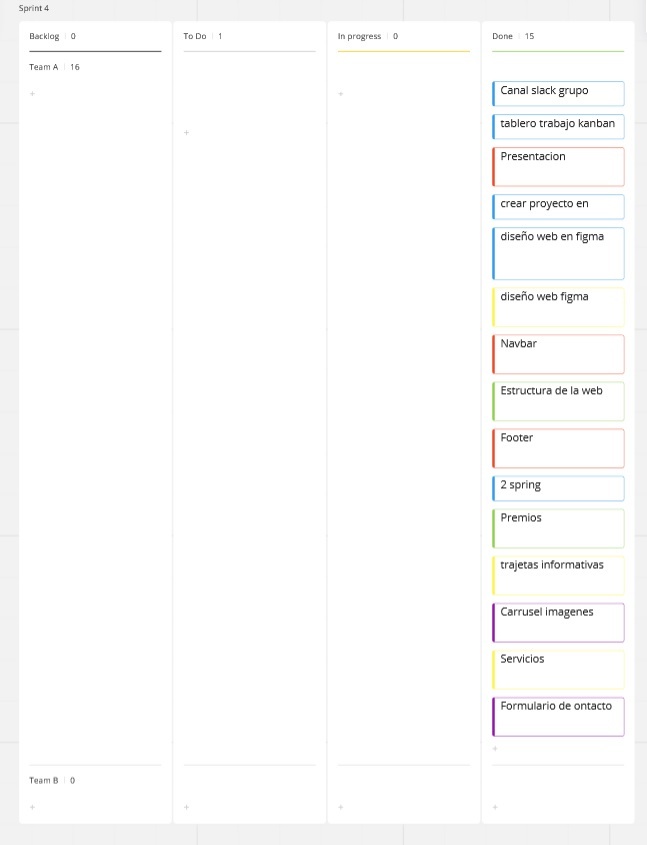 Sprint 4
Backlog | 0
To Do | 1
In progress | 0
Done | 15
Team A | 16
+
+
+
Canal slack grupo
tablero trabajo kanban
Presentacion
crear proyecto en
diseño web en figma
diseño web figma
Navbar
Estructura de la web
Footer
2 spring
Premios
trajetas informativas
Carrusel imagenes
Servicios
Formulario de ontacto
+
Team B | 0
+
+
+
+